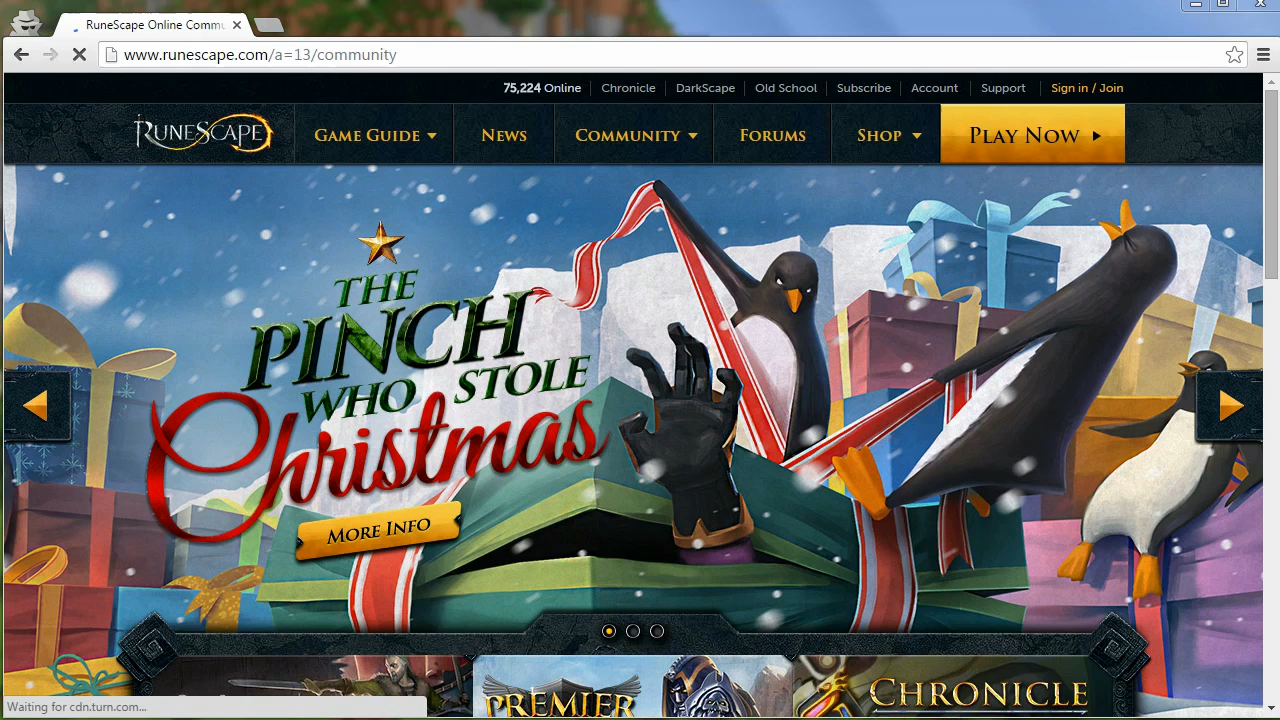 RuneScape Online Commu
www.runescape.com/a=13/community
75,224 Online Chronicle DarkScape Old School Subscribe Account Support Sign in / Join
RUNESCAPE GAME GUIDE NEWS COMMUNITY FORUMS SHOP PLAY NOW
THE
PINCH
WHO STOLE
Christmas
MORE INFO
PREMIER
CHRONICLE
Waiting for cdn.turn.com...